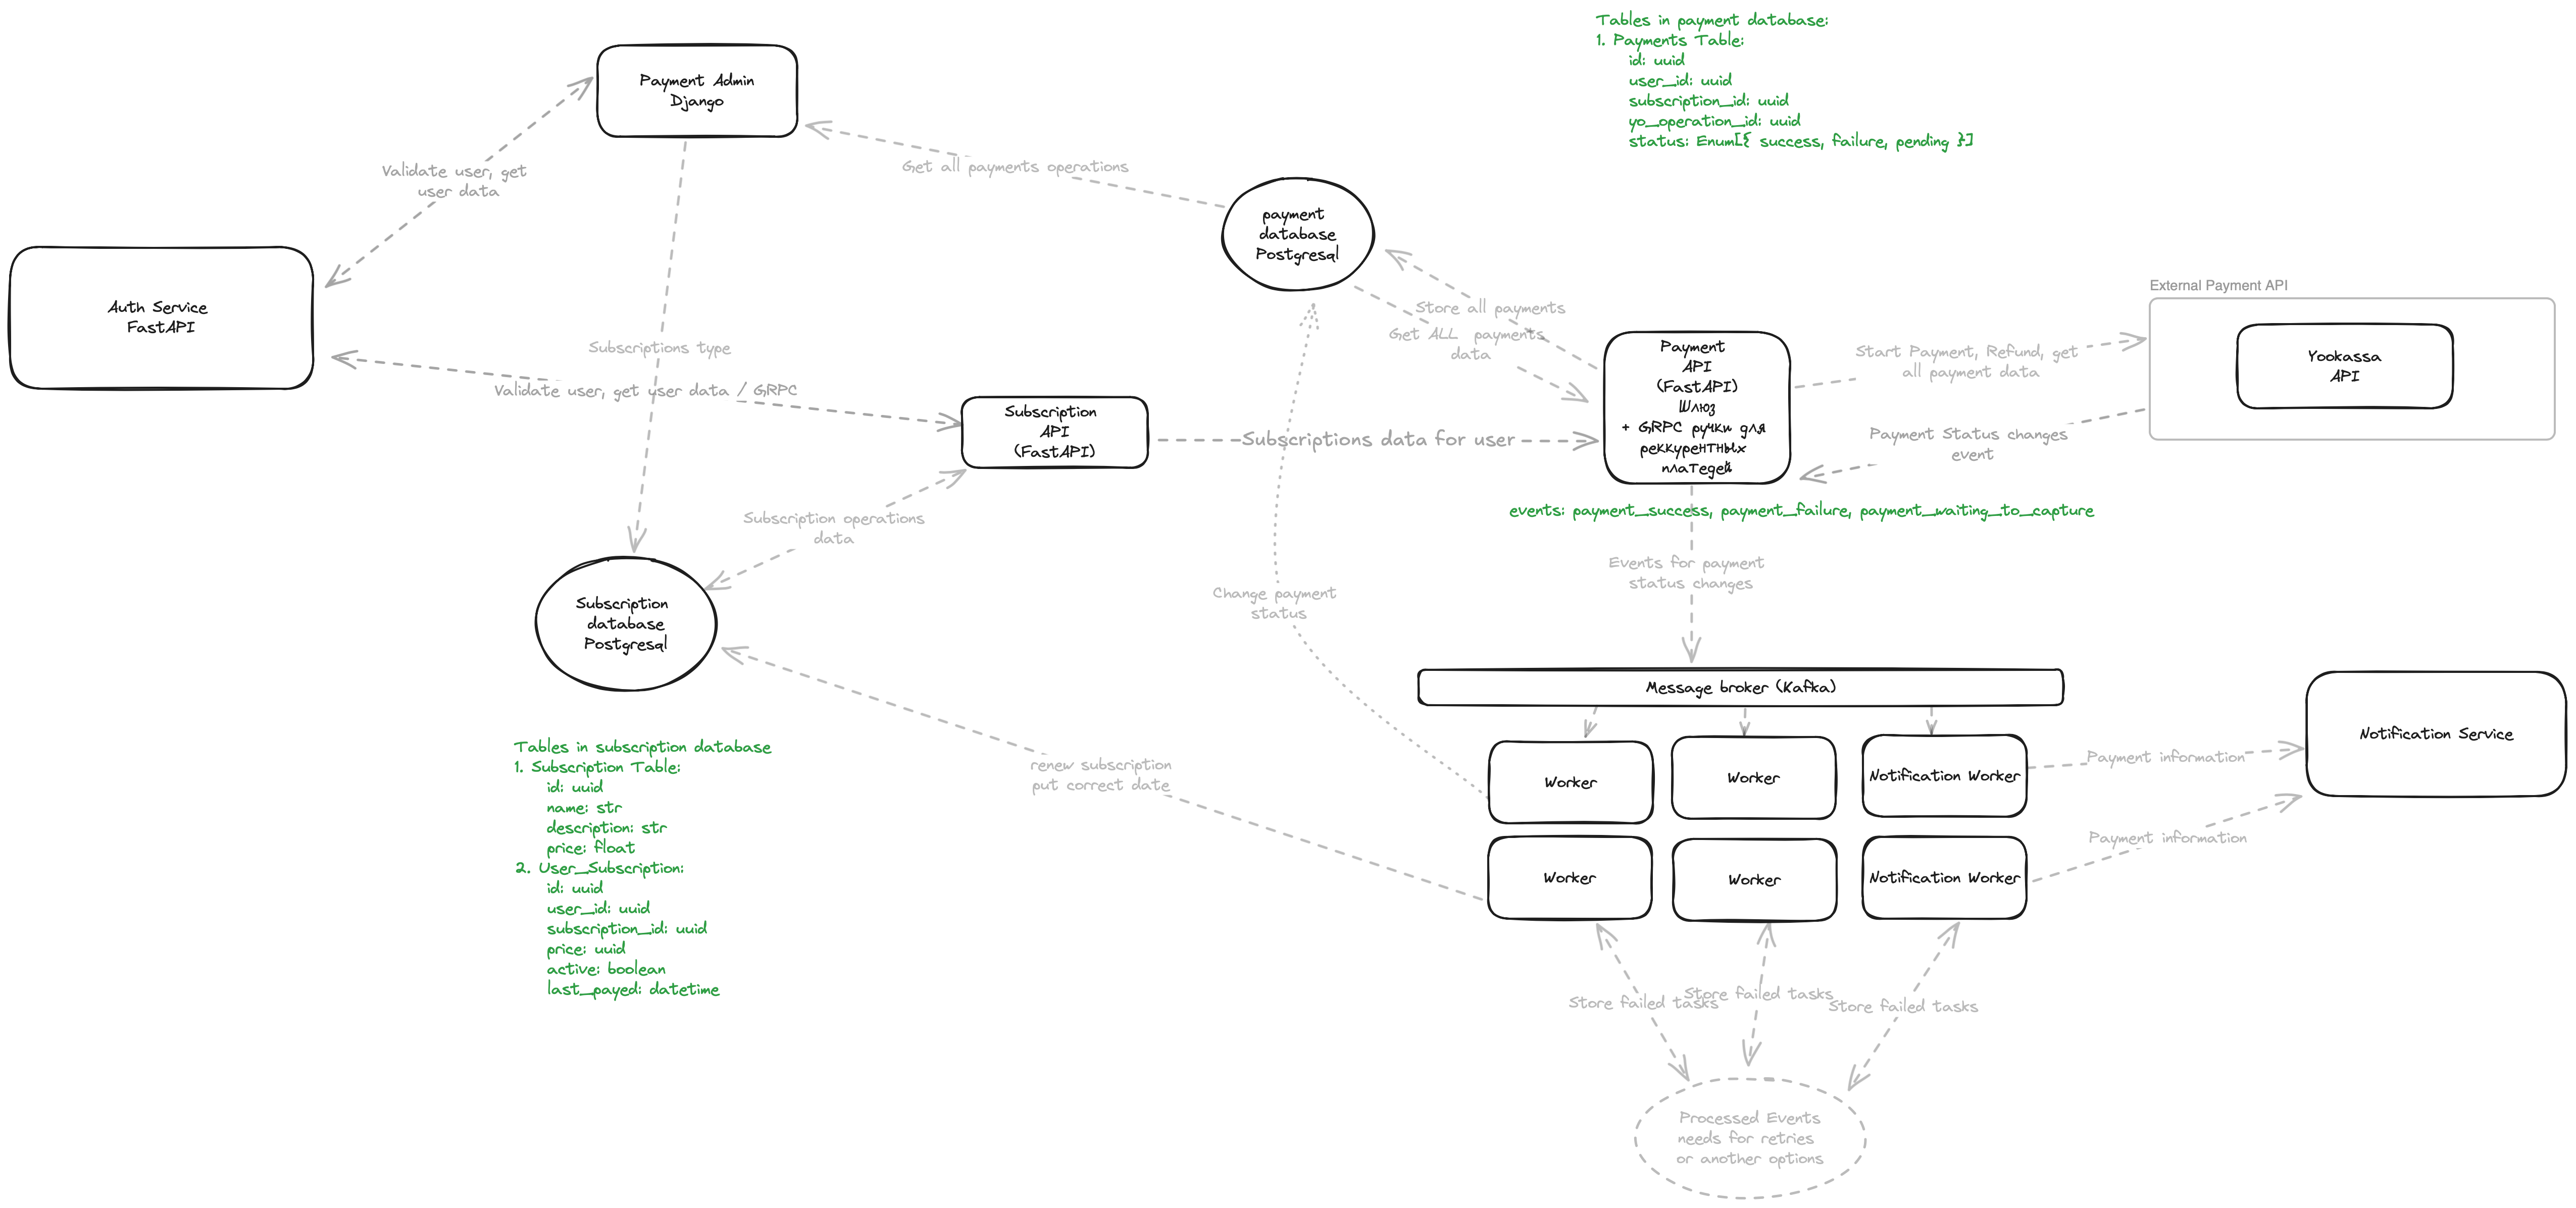 Tables in payment database:
1. Payments Table:
id: uuid
user_id: uuid
subscription_id: uuid
yo_operation_id: uuid
status: Enum[{ success, failure, pending }]
Payment Admin
Django
Validate user, get
user data
Get all payments operations
payment
database
Postgresql
Auth Service
FastAPI
External Payment API
Store all payments
Get ALL payments
data
Payment
API
(FastAPI)
Шлюз
+ GRPC ручки для
реккурентных
платедей
Start Payment, Refund, get
all payment data
Yookassa
API
Subscriptions type
Validate user, get user data / GRPC
Subscription
API
(FastAPI)
Subscriptions data for user
Payment Status changes
event
events: payment_success, payment_failure, payment_waiting_to_capture
Subscription operations
data
Events for payment
status changes
Change payment
status
Subscription
database
Postgresql
Message broker (Kafka)
Notification Service
Worker
Worker
Notification Worker
Payment information
renew subscription
put correct date
Worker
Worker
Notification Worker
Payment information
Tables in subscription database
1. Subscription Table:
id: uuid
name: str
description: str
price: float
2. User_Subscription:
id: uuid
user_id: uuid
subscription_id: uuid
price: uuid
active: boolean
last_payed: datetime
Store failed tasks
Store failed tasks
Store failed tasks
Processed Events
needs for retries
or another options